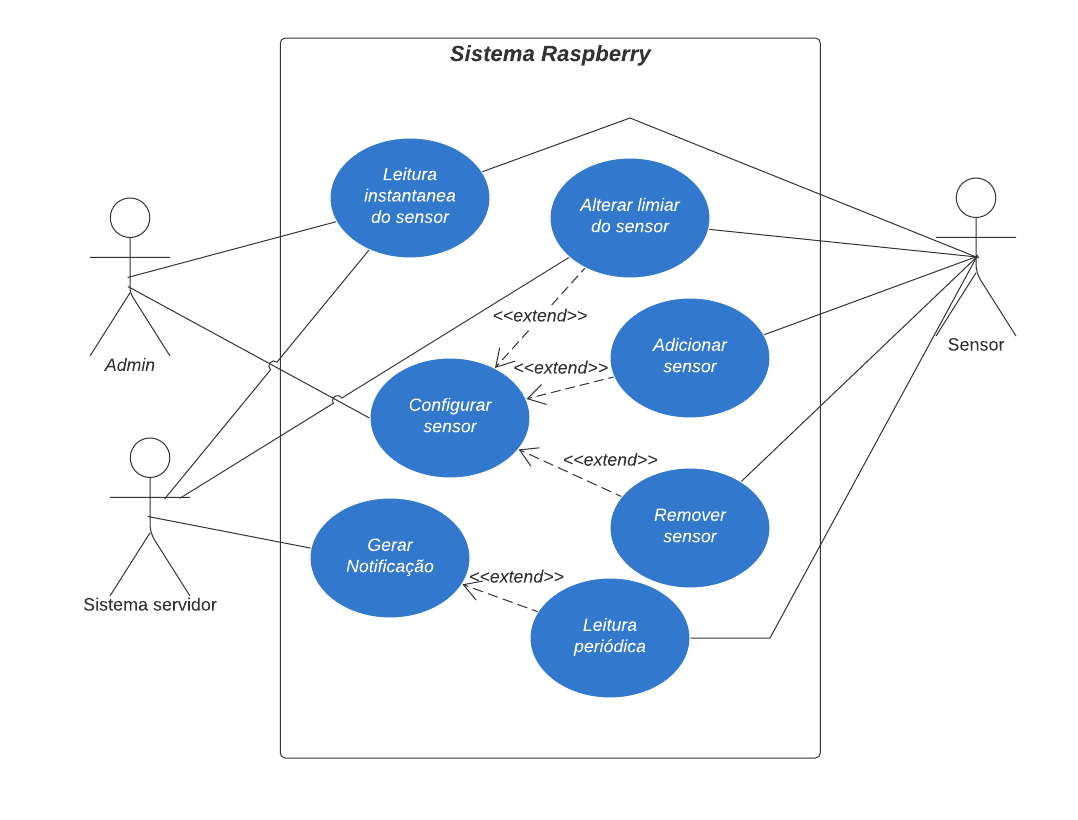 Sistema Raspberry
Leitura
instantanea
do sensor
Alterar limiar
do sensor
<<extend>>
Adicionar
sensor
<<extend>>
Admin
Sensor
Configurar
sensor
<<extend>>
Remover
sensor
Gerar
Notificação
<<extend>>
Sistema servidor
Leitura
periódica